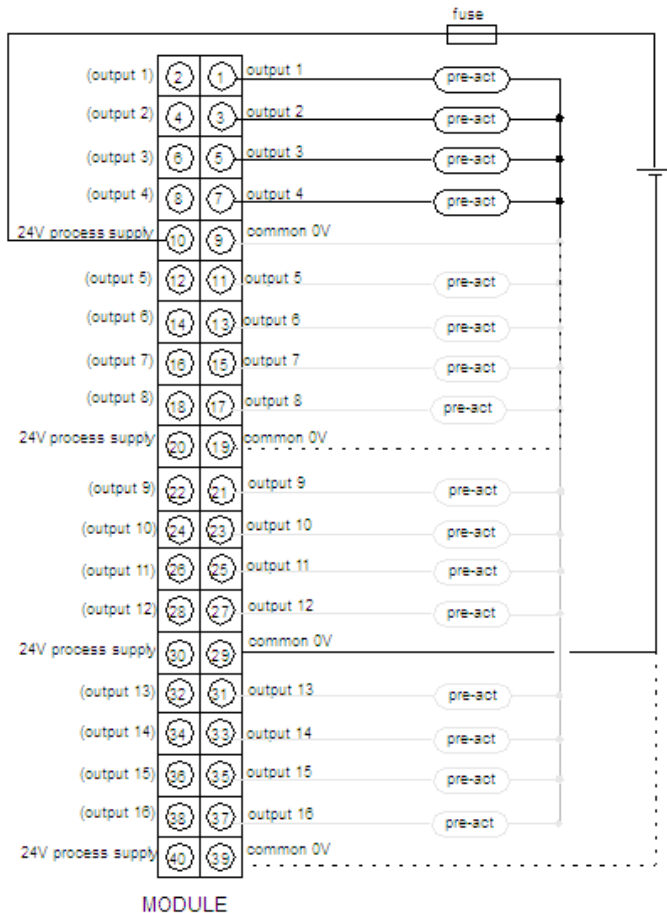 fuse
(output 1) 2 1 output 1 pre-act
(output 2) 4 3 output 2 pre-act
(output 3) 6 5 output 3 pre-act
(output 4) 8 7 output 4 pre-act
24V process supply 10 9 common 0V
(output 5) 12 11 output 5 pre-act
(output 6) 14 13 output 6 pre-act
(output 7) 16 15 output 7 pre-act
(output 8) 18 17 output 8 pre-act
24V process supply 20 19 common 0V
(output 9) 22 21 output 9 pre-act
(output 10) 24 23 output 10 pre-act
(output 11) 26 25 output 11 pre-act
(output 12) 28 27 output 12 pre-act
24V process supply 30 29 common 0V
(output 13) 32 31 output 13 pre-act
(output 14) 34 33 output 14 pre-act
(output 15) 36 35 output 15 pre-act
(output 16) 38 37 output 16 pre-act
24V process supply 40 39 common 0V
MODULE